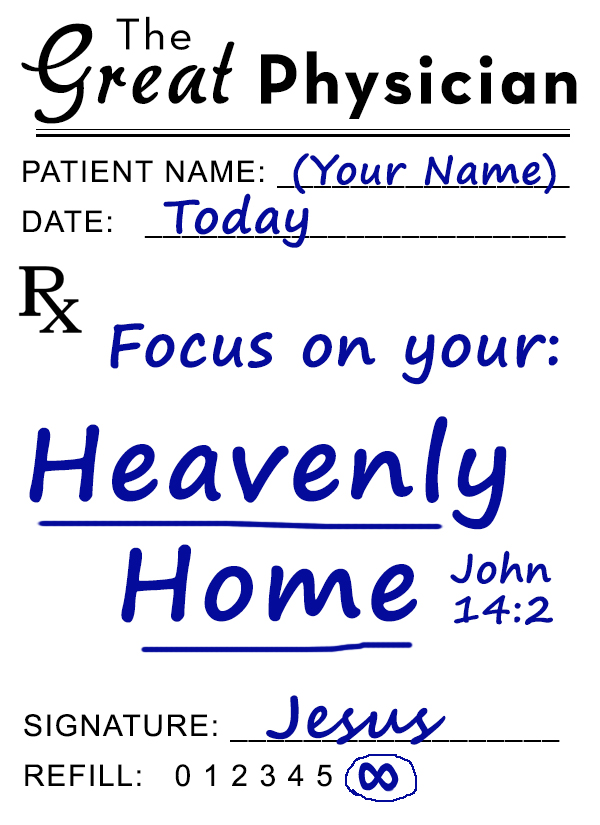 The
Great Physician
PATIENT NAME: (Your Name)
DATE: Today
Rx
Focus on your:
Heavenly
Home
John
14:2
SIGNATURE: Jesus
REFILL: 0 1 2 3 4 5 ∞